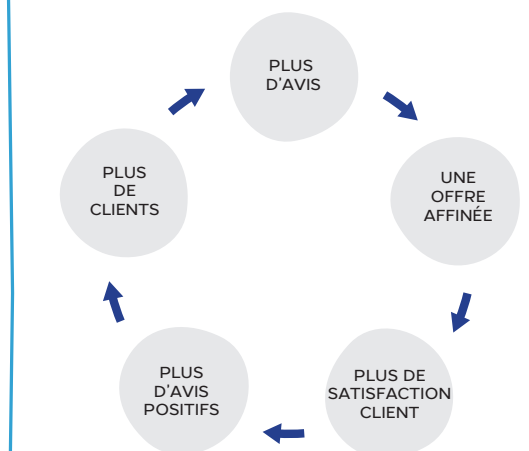 PLUS
D'AVIS
UNE
OFFRE
AFFINÉE
PLUS DE
SATISFACTION
CLIENT
PLUS
D'AVIS
POSITIFS
PLUS
DE
CLIENTS